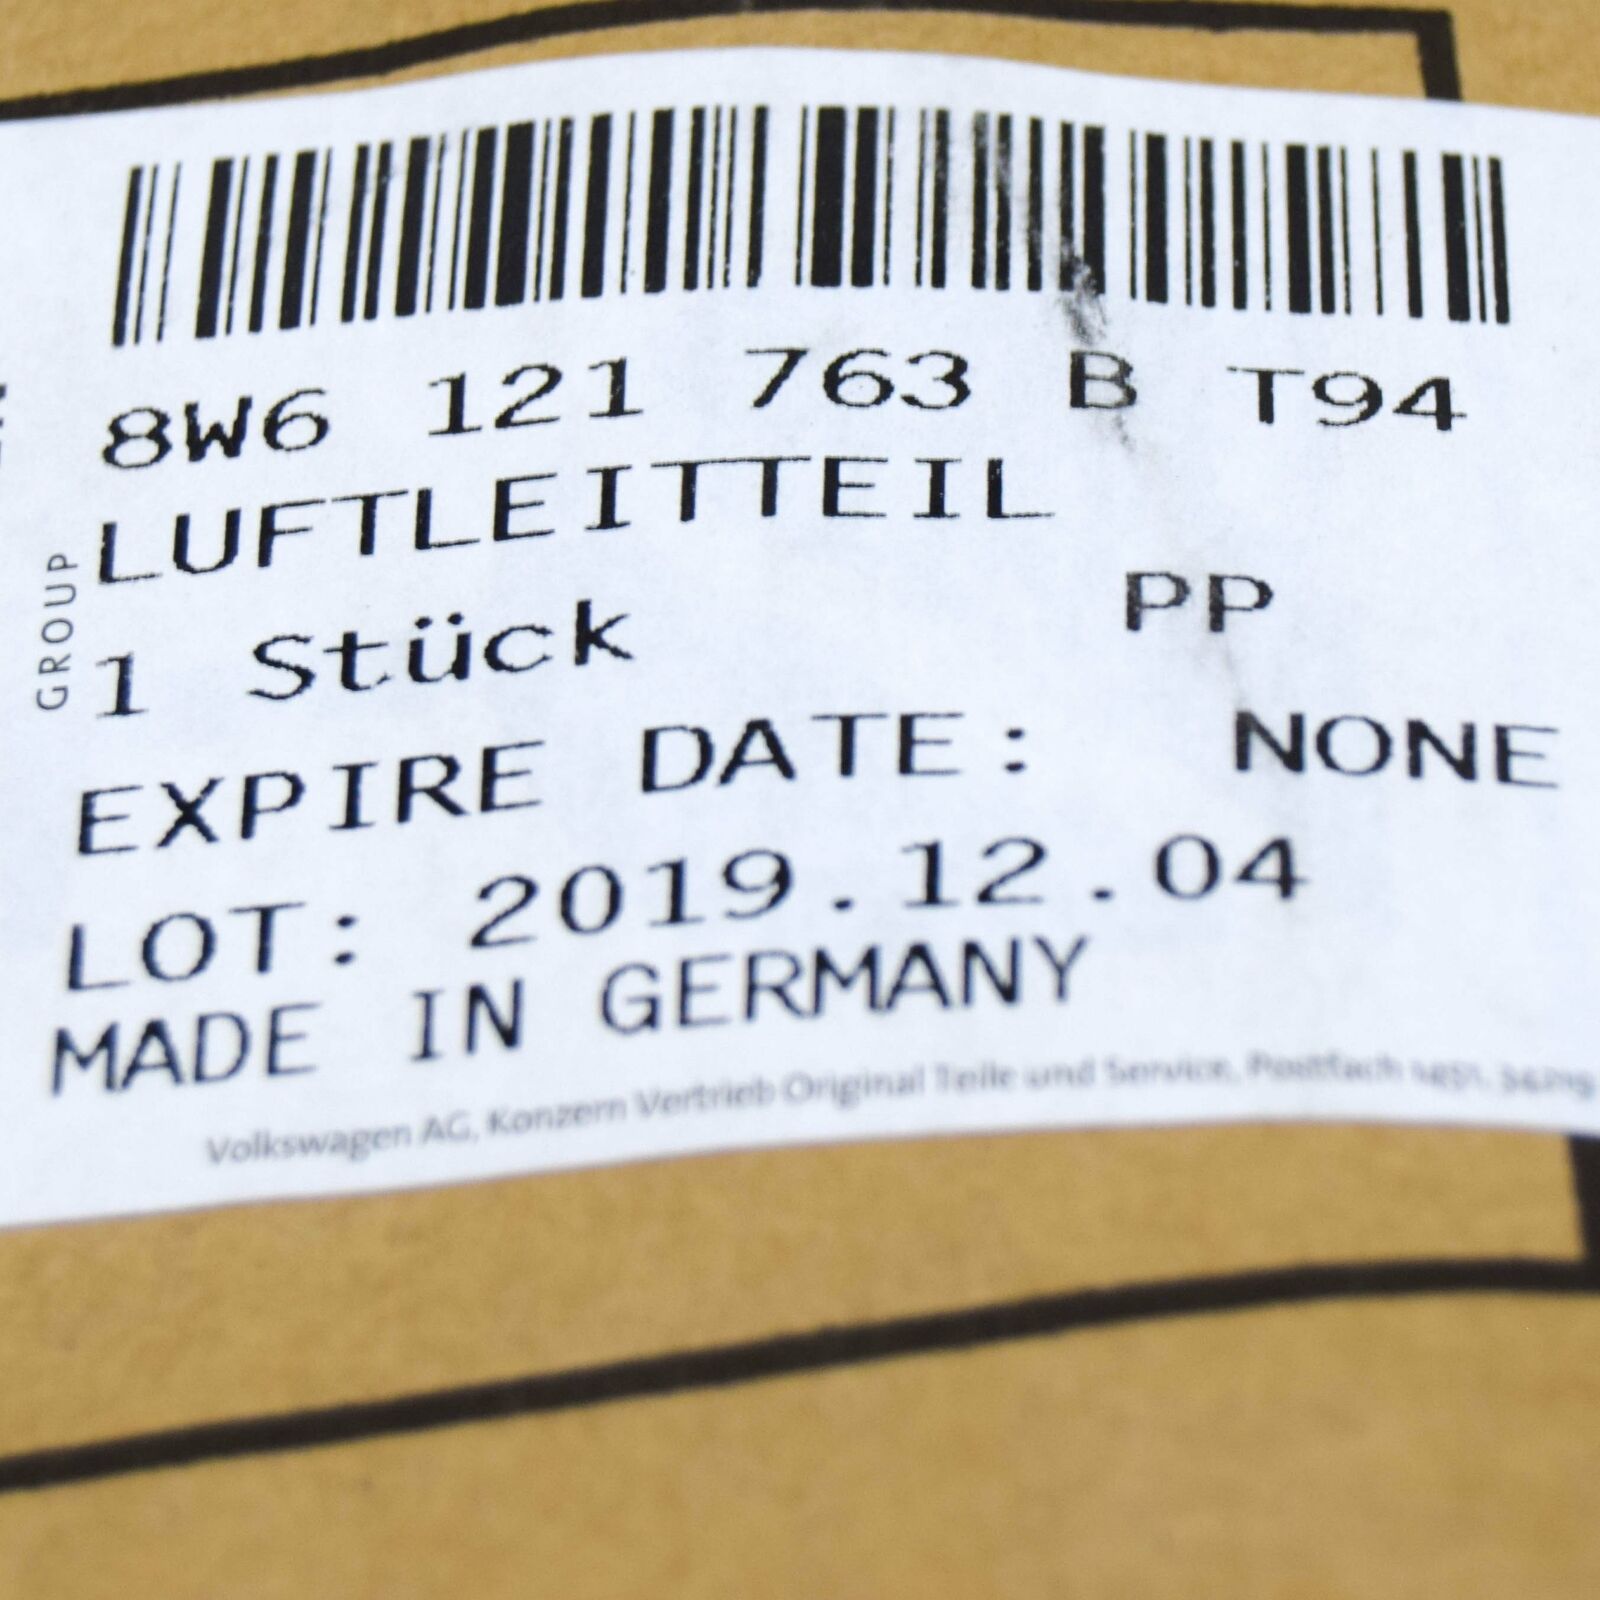 8W6 121 763 B T94
LUFTLEITTEIL
1 Stück PP
EXPIRE DATE: NONE
LOT: 2019.12.04
MADE IN GERMANY
Volkswagen AG, Konzern Vertrieb Original Teile und Service, Postfach
GROUP